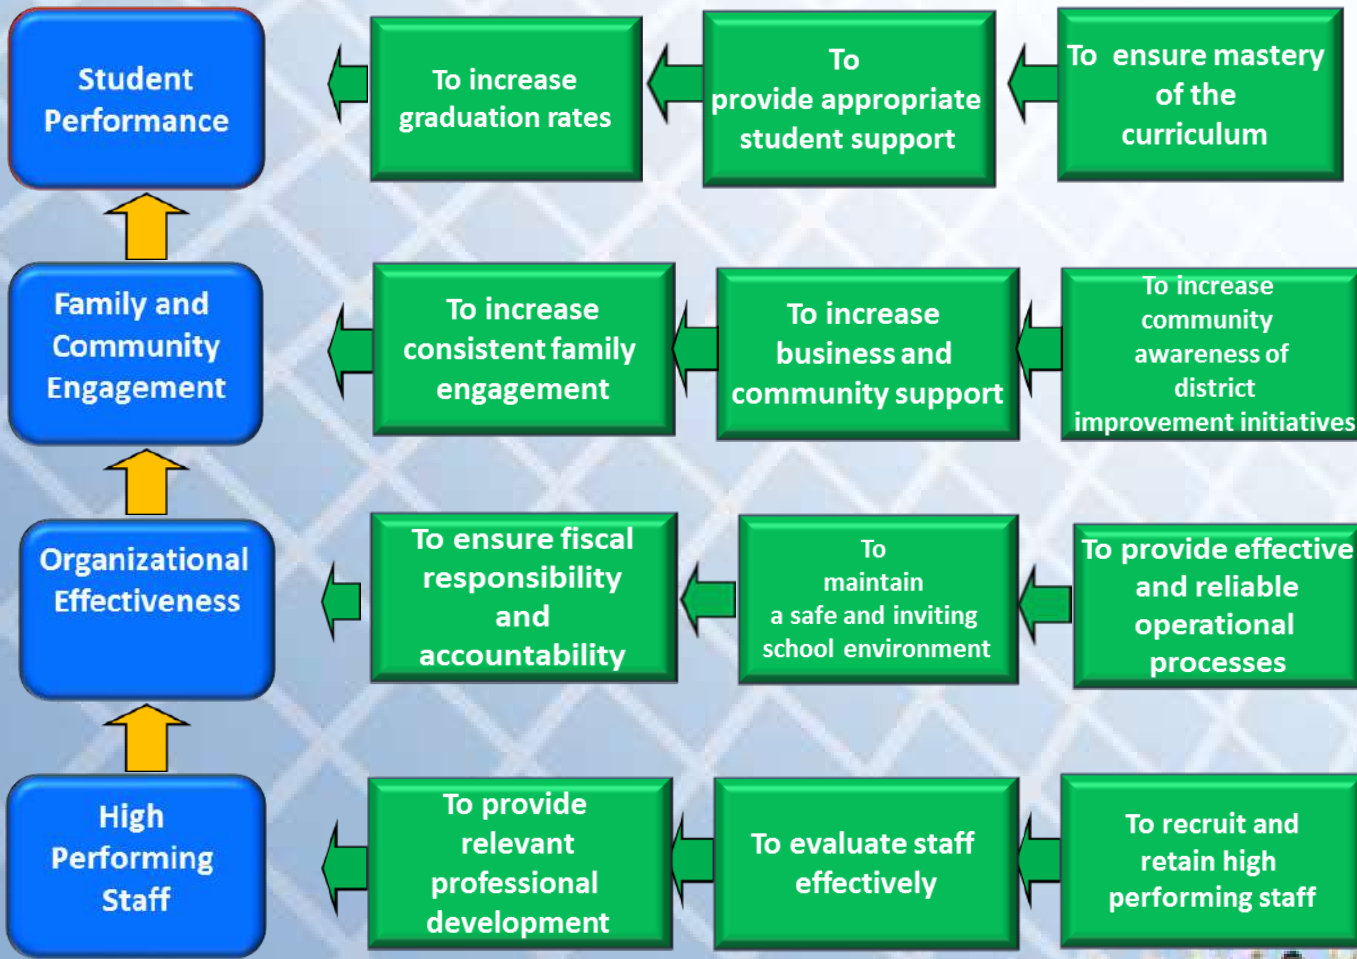 Student
Performance
To increase
graduation rates
To
provide appropriate
student support
To ensure mastery
of the
curriculum
Family and
Community
Engagement
To increase
consistent family
engagement
To increase
business and
community support
To increase
community
awareness of
district
improvement initiatives
Organizational
Effectiveness
To ensure fiscal
responsibility
and
accountability
To
maintain
a safe and inviting
school environment
To provide effective
and reliable
operational
processes
High
Performing
Staff
To provide
relevant
professional
development
To evaluate staff
effectively
To recruit and
retain high
performing staff